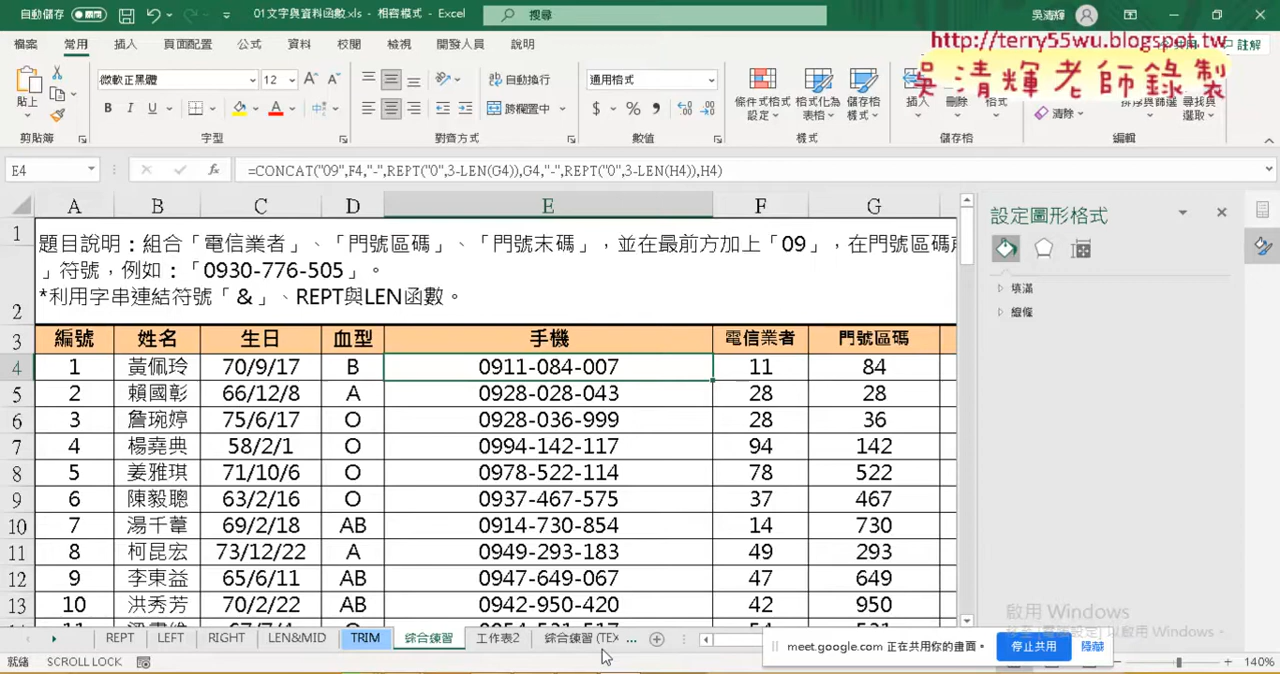 自動儲存 01文字與資料函數.xls - 相容模式 - Excel 搜尋 吳清輝
檔案 常用 插入 頁面配置 公式 資料 校閱 檢視 開發人員 說明 註解
http://terry55wu.blogspot.tw
吳清輝老師錄製
貼上 微軟正黑體 12 自動換行 通用格式 條件式格式設定 格式化為表格 儲存格樣式 插入 刪除 格式 排序與篩選 尋找與選取
B I U 跨欄置中 $ % 清除
剪貼簿 字型 對齊方式 數值 樣式 儲存格 編輯
E4 fx =CONCAT("09",F4,"-",REPT("0",3-LEN(G4)),G4,"-",REPT("0",3-LEN(H4)),H4)
A B C D E F G
1 題目說明：組合「電信業者」、「門號區碼」、「門號末碼」，並在最前方加上「09」，在門號區碼
」符號，例如：「0930-776-505」。
2 *利用字串連結符號「 & 」、REPT與LEN函數。
3 編號 姓名 生日 血型 手機 電信業者 門號區碼
4 1 黃佩玲 70/9/17 B 0911-084-007 11 84
5 2 賴國彰 66/12/8 A 0928-028-043 28 28
6 3 詹琬婷 75/6/17 O 0928-036-999 28 36
7 4 楊堯典 58/2/1 O 0994-142-117 94 142
8 5 姜雅琪 71/10/6 O 0978-522-114 78 522
9 6 陳毅聰 63/2/16 O 0937-467-575 37 467
10 7 湯千葦 69/2/18 AB 0914-730-854 14 730
11 8 柯昆宏 73/12/22 A 0949-293-183 49 293
12 9 李東益 65/6/11 AB 0947-649-067 47 649
13 10 洪秀芳 70/2/22 AB 0942-950-420 42 950
設定圖形格式
填滿
線條
啟用 Windows
REPT LEFT RIGHT LEN&MID TRIM 綜合練習 工作表2 綜合練習 (TEX ...
meet.google.com 正在共用你的畫面。 停止共用 隱藏
就緒 SCROLL LOCK 140%